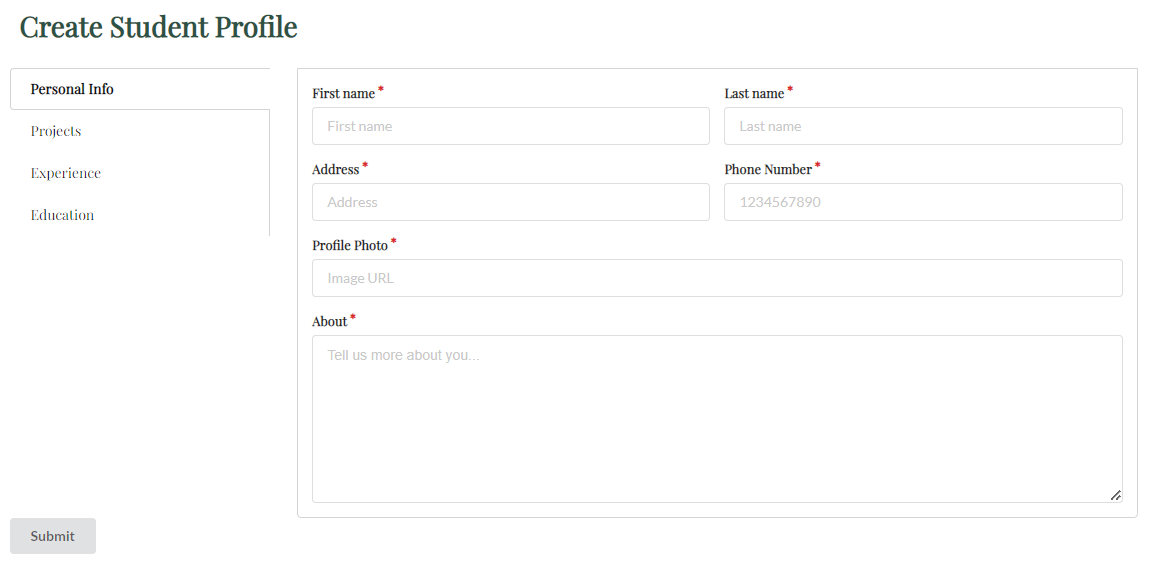 Create Student Profile
Personal Info
Projects
Experience
Education
First name *
First name
Last name *
Last name
Address *
Address
Phone Number *
1234567890
Profile Photo *
Image URL
About *
Tell us more about you...
Submit